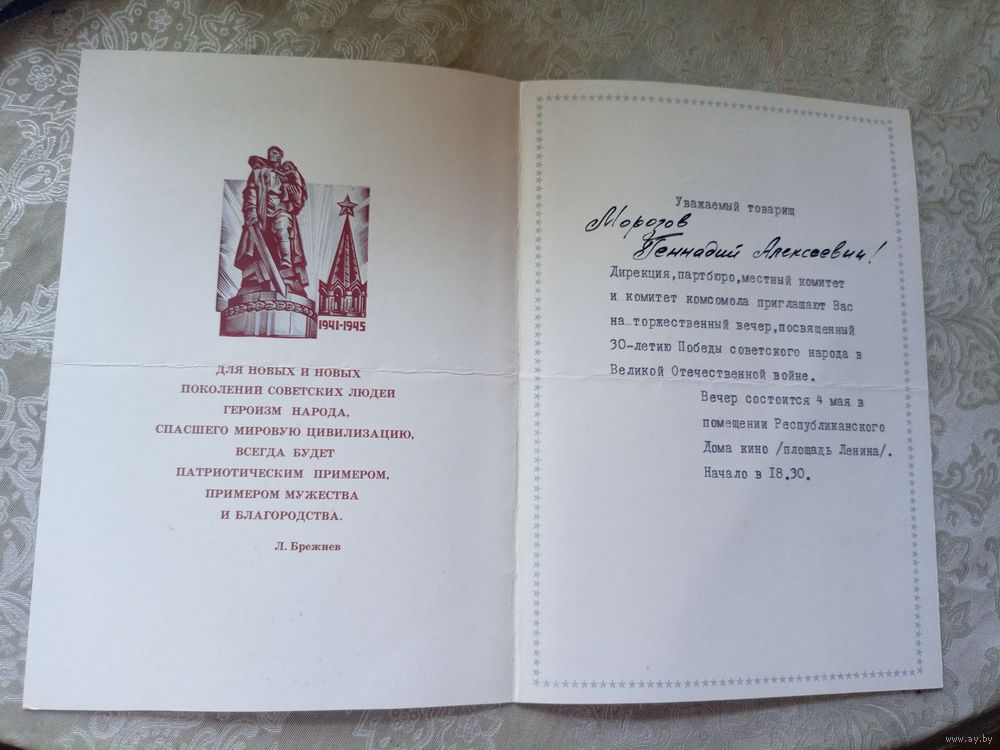 1941-1945
ДЛЯ НОВЫХ И НОВЫХ
ПОКОЛЕНИЙ СОВЕТСКИХ ЛЮДЕЙ
ГЕРОИЗМ НАРОДА,
СПАСШЕГО МИРОВУЮ ЦИВИЛИЗАЦИЮ,
ВСЕГДА БУДЕТ
ПАТРИОТИЧЕСКИМ ПРИМЕРОМ,
ПРИМЕРОМ МУЖЕСТВА
И БЛАГОРОДСТВА.
Л. Брежнев
Уважаемый товарищ
Морозов
Геннадий Алексеевич!
Дирекция,партбюро,местный комитет
и комитет комсомола приглашают Вас
на торжественный вечер,посвященный
30-летию Победы советского народа в
Великой Отечественной войне.
Вечер состоится 4 мая в
помещении Республиканского
Дома кино /площадь Ленина/.
Начало в 18.30.
www.ay.by